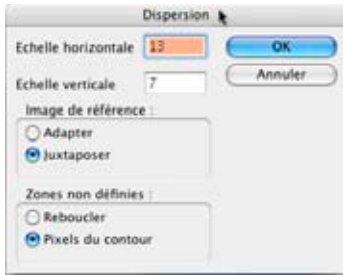 Dispersion
Echelle horizontale 13
OK
Echelle verticale 7
Annuler
Image de référence :
Adapter
Juxtaposer
Zones non définies :
Reboucler
Pixels du contour